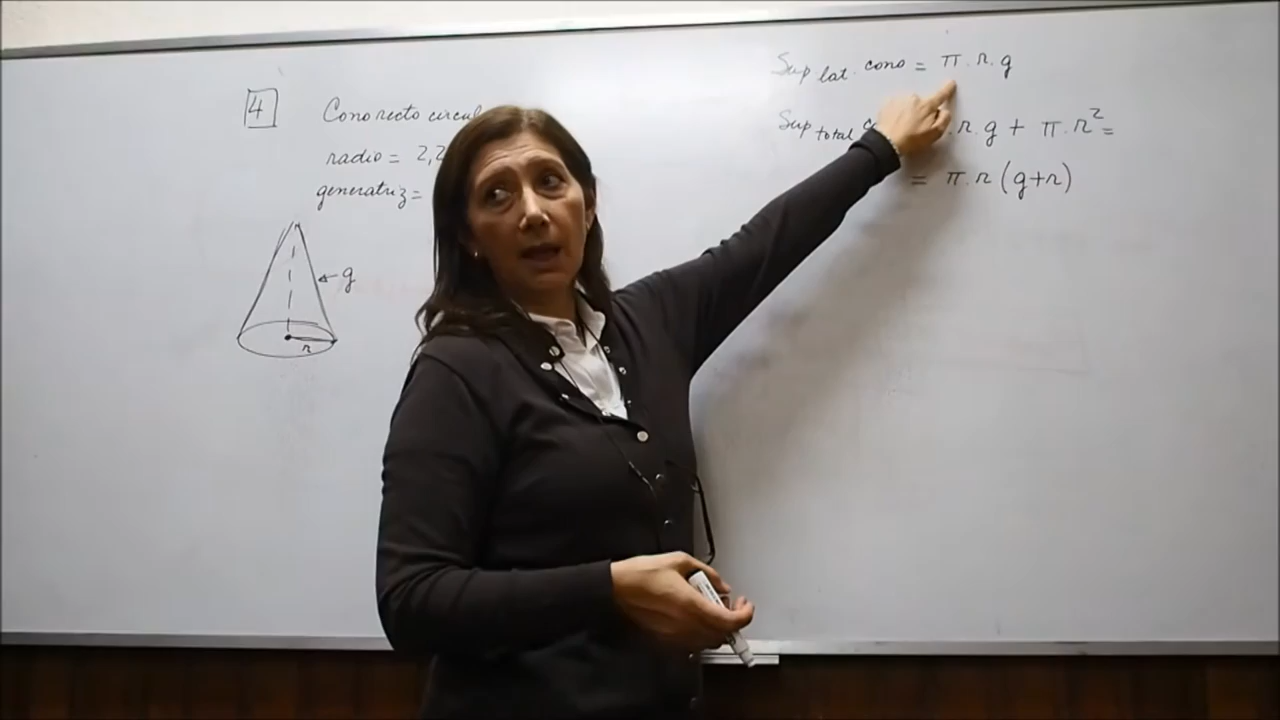 4
Cono recto circul
radio = 2,2
generatriz =
g
r
Sup lat. cono = π.r.g
Sup total c .r.g + π.r² =
= π.r(g+r)